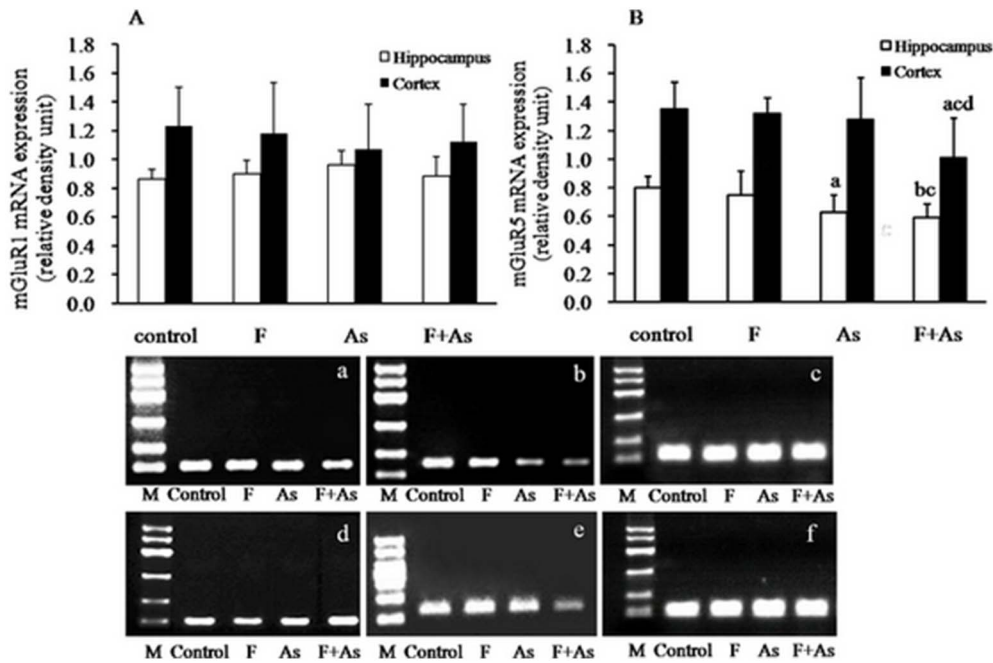 A
mGluR1 mRNA expression
(relative density unit)
1.8
1.6
1.4
1.2
1.0
0.8
0.6
0.4
0.2
0.0
Hippocampus
Cortex
control F As F+As
B
mGluR5 mRNA expression
(relative density unit)
1.8
1.6
1.4
1.2
1.0
0.8
0.6
0.4
0.2
0.0
Hippocampus
Cortex
acd
a
bc
control F As F+As
a
M Control F As F+As
b
M Control F As F+As
c
M Control F As F+As
d
M Control F As F+As
e
M Control F As F+As
f
M Control F As F+As